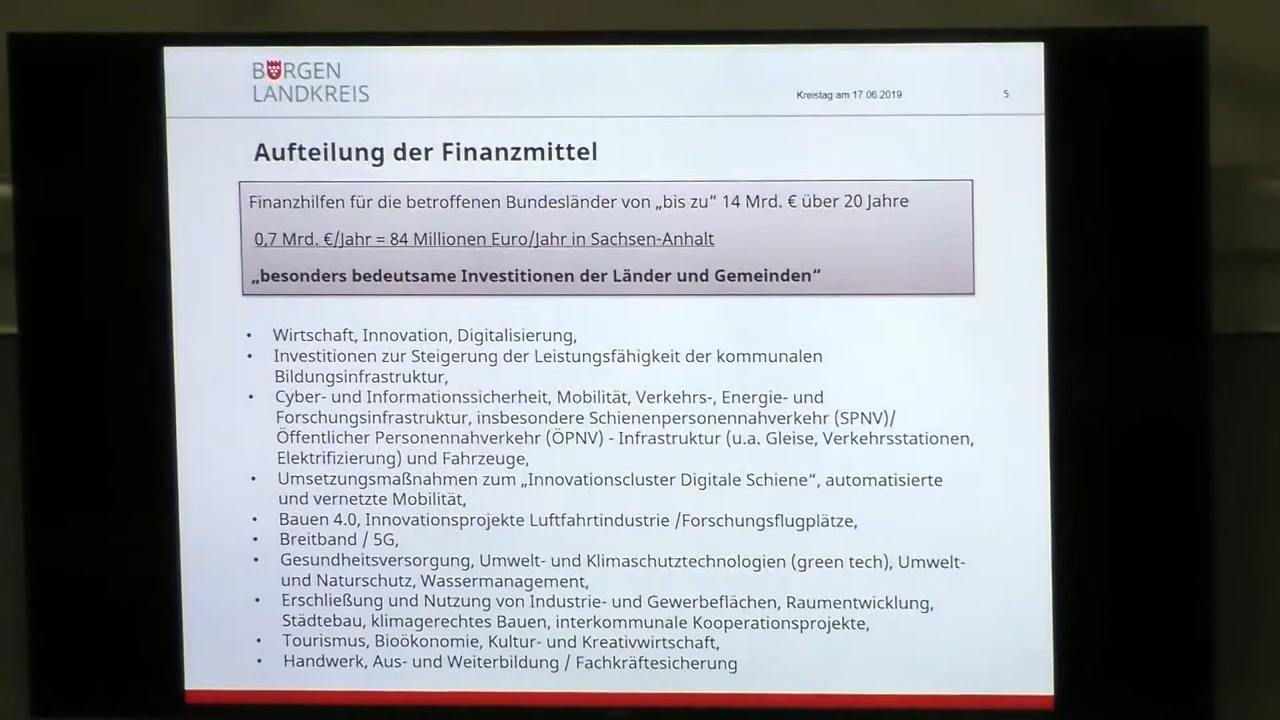 BURGEN
LANDKREIS
Kreistag am 17.06.2019
5
Aufteilung der Finanzmittel
Finanzhilfen für die betroffenen Bundesländer von „bis zu“ 14 Mrd. € über 20 Jahre
0,7 Mrd. €/Jahr = 84 Millionen Euro/Jahr in Sachsen-Anhalt
„besonders bedeutsame Investitionen der Länder und Gemeinden“
• Wirtschaft, Innovation, Digitalisierung,
• Investitionen zur Steigerung der Leistungsfähigkeit der kommunalen
Bildungsinfrastruktur,
• Cyber- und Informationssicherheit, Mobilität, Verkehrs-, Energie- und
Forschungsinfrastruktur, insbesondere Schienenpersonennahverkehr (SPNV)/
Öffentlicher Personennahverkehr (ÖPNV) - Infrastruktur (u.a. Gleise, Verkehrsstationen,
Elektrifizierung) und Fahrzeuge,
• Umsetzungsmaßnahmen zum „Innovationscluster Digitale Schiene“, automatisierte
und vernetzte Mobilität,
• Bauen 4.0, Innovationsprojekte Luftfahrtindustrie /Forschungsflugplätze,
• Breitband / 5G,
• Gesundheitsversorgung, Umwelt- und Klimaschutztechnologien (green tech), Umwelt-
und Naturschutz, Wassermanagement,
• Erschließung und Nutzung von Industrie- und Gewerbeflächen, Raumentwicklung,
Städtebau, klimagerechtes Bauen, interkommunale Kooperationsprojekte,
• Tourismus, Bioökonomie, Kultur- und Kreativwirtschaft,
• Handwerk, Aus- und Weiterbildung / Fachkräftesicherung